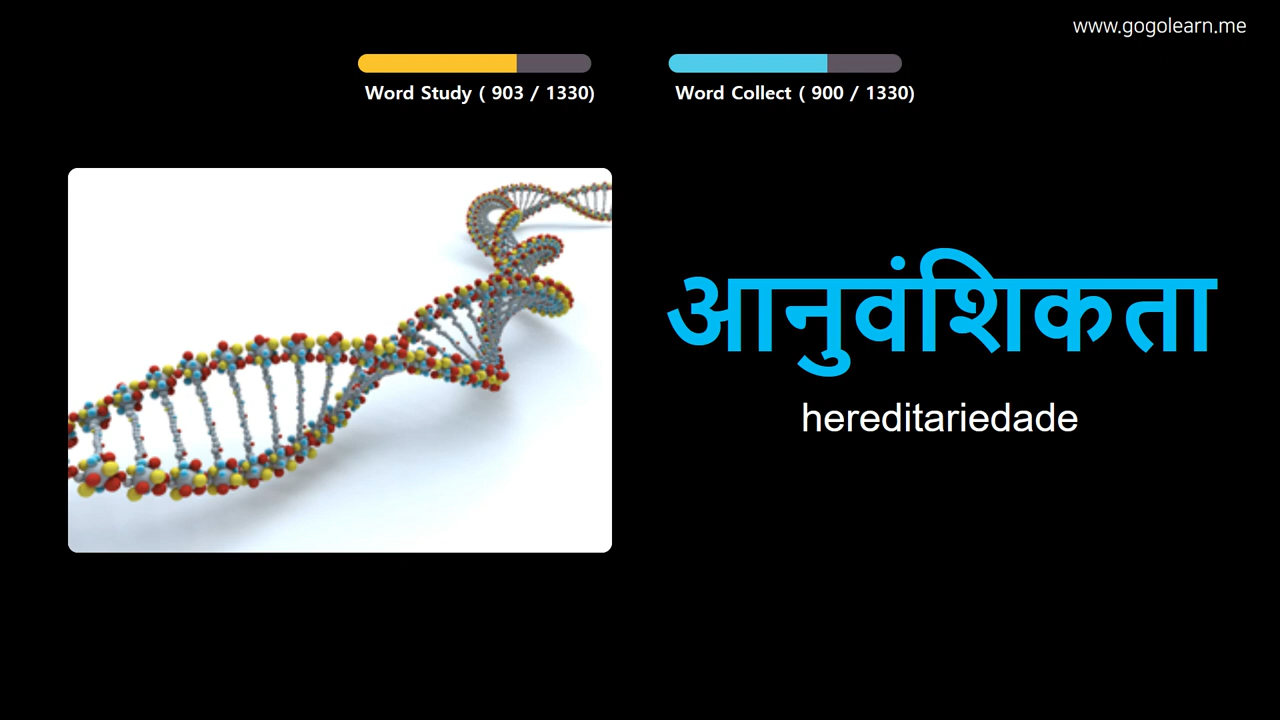 www.gogolearn.me
Word Study ( 903 / 1330)
Word Collect ( 900 / 1330)
आनुवंशिकता
hereditariedade